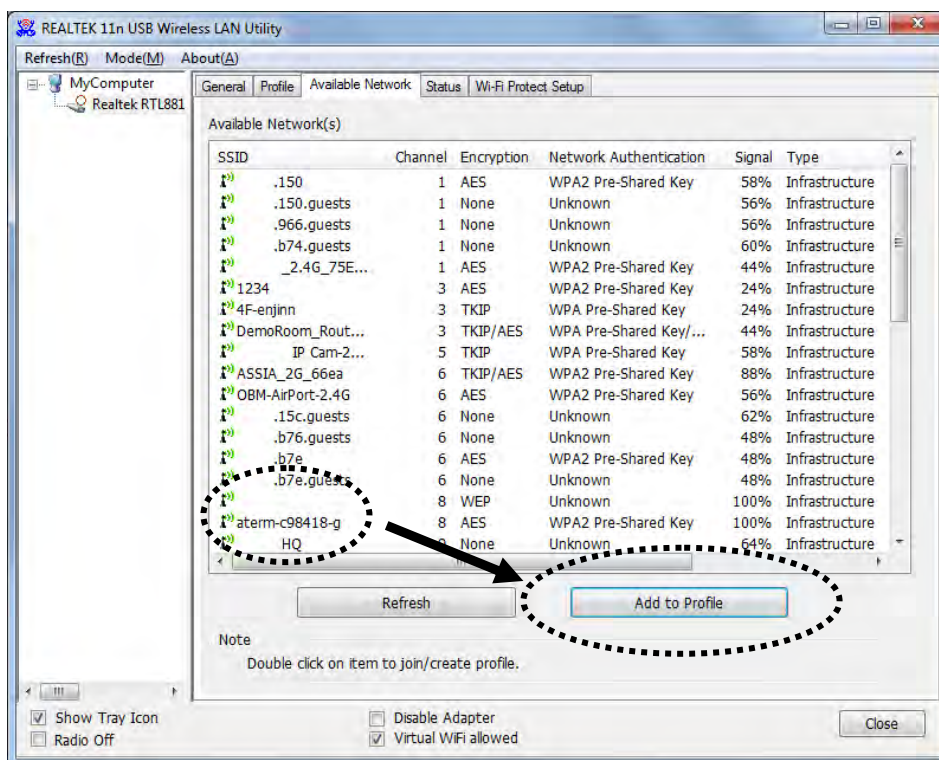 REALTEK 11n USB Wireless LAN Utility
Refresh(R) Mode(M) About(A)
MyComputer
Realtek RTL881
General Profile Available Network Status Wi-Fi Protect Setup
Available Network(s)
SSID Channel Encryption Network Authentication Signal Type
.150 1 AES WPA2 Pre-Shared Key 58% Infrastructure
.150.guests 1 None Unknown 56% Infrastructure
.966.guests 1 None Unknown 56% Infrastructure
.b74.guests 1 None Unknown 60% Infrastructure
_2.4G_75E... 1 AES WPA2 Pre-Shared Key 44% Infrastructure
1234 3 AES WPA2 Pre-Shared Key 24% Infrastructure
4F-enjinn 3 TKIP WPA Pre-Shared Key 24% Infrastructure
DemoRoom_Rout... 3 TKIP/AES WPA Pre-Shared Key/... 44% Infrastructure
IP Cam-2... 5 TKIP WPA Pre-Shared Key 58% Infrastructure
ASSIA_2G_66ea 6 TKIP/AES WPA2 Pre-Shared Key 88% Infrastructure
OBM-AirPort-2.4G 6 AES WPA2 Pre-Shared Key 56% Infrastructure
.15c.guests 6 None Unknown 62% Infrastructure
.b76.guests 6 None Unknown 48% Infrastructure
.b7e 6 AES WPA2 Pre-Shared Key 48% Infrastructure
.b7e.guests 6 None Unknown 48% Infrastructure
8 WEP Unknown 100% Infrastructure
aterm-c98418-g 8 AES WPA2 Pre-Shared Key 100% Infrastructure
HQ 9 None Unknown 64% Infrastructure
Refresh Add to Profile
Note
Double click on item to join/create profile.
Show Tray Icon Disable Adapter Close
Radio Off Virtual WiFi allowed